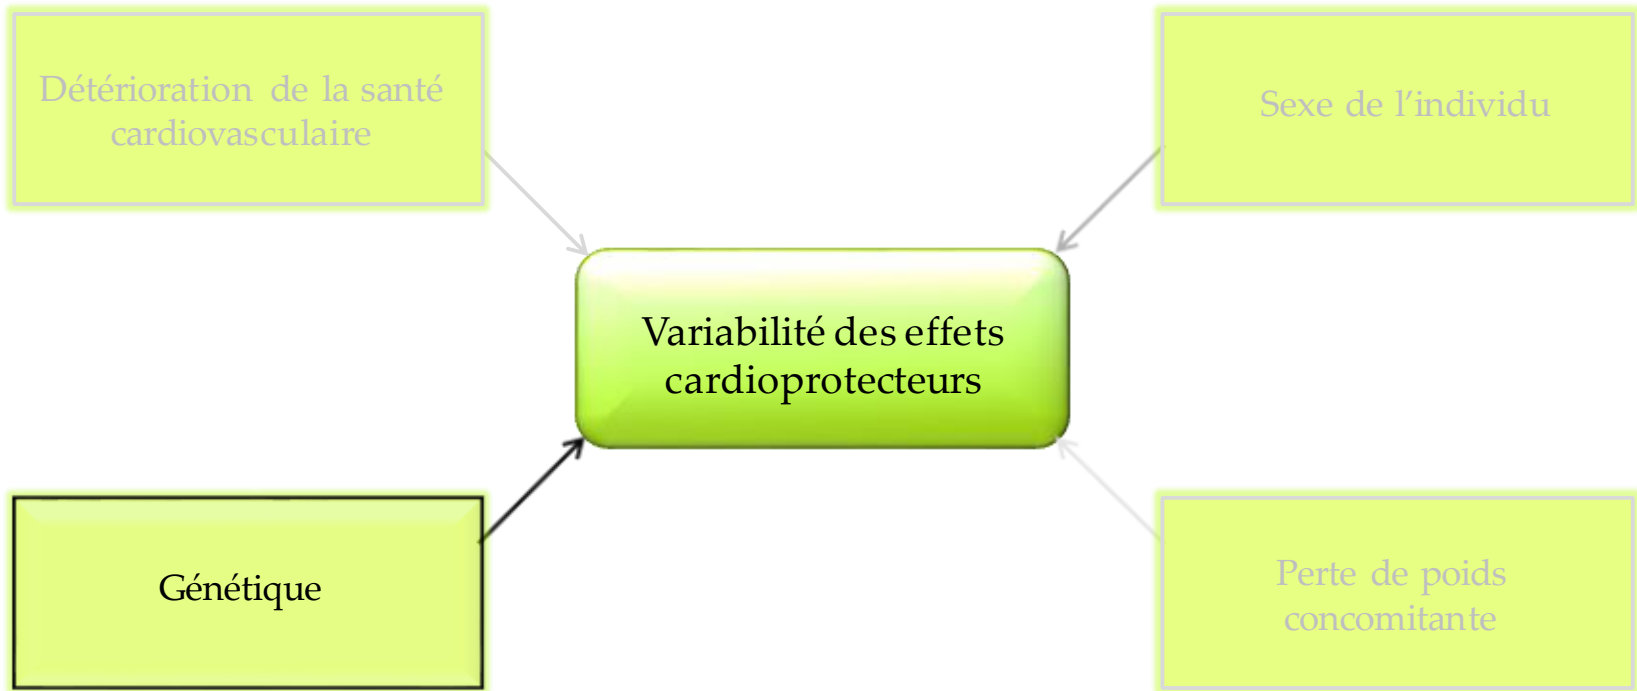 Détérioration de la santé
cardiovasculaire
Sexe de l’individu
Variabilité des effets
cardioprotecteurs
Génétique
Perte de poids
concomitante